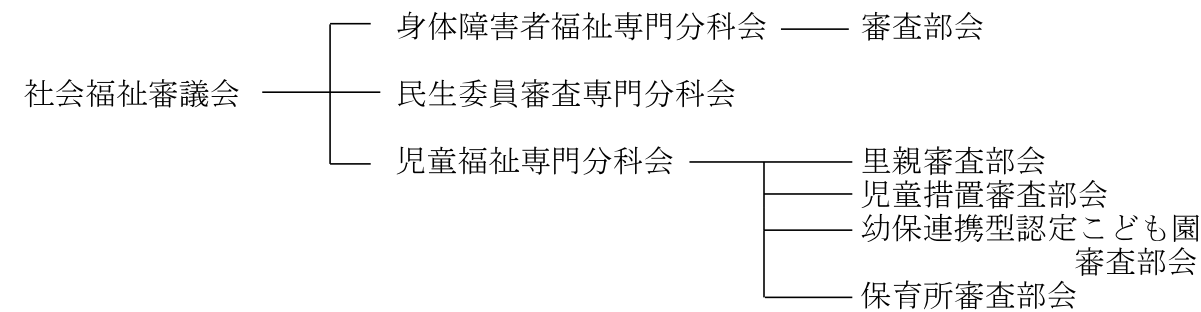 身体障害者福祉専門分科会 審査部会
社会福祉審議会 民生委員審査専門分科会
児童福祉専門分科会 里親審査部会
児童措置審査部会
幼保連携型認定こども園
審査部会
保育所審査部会